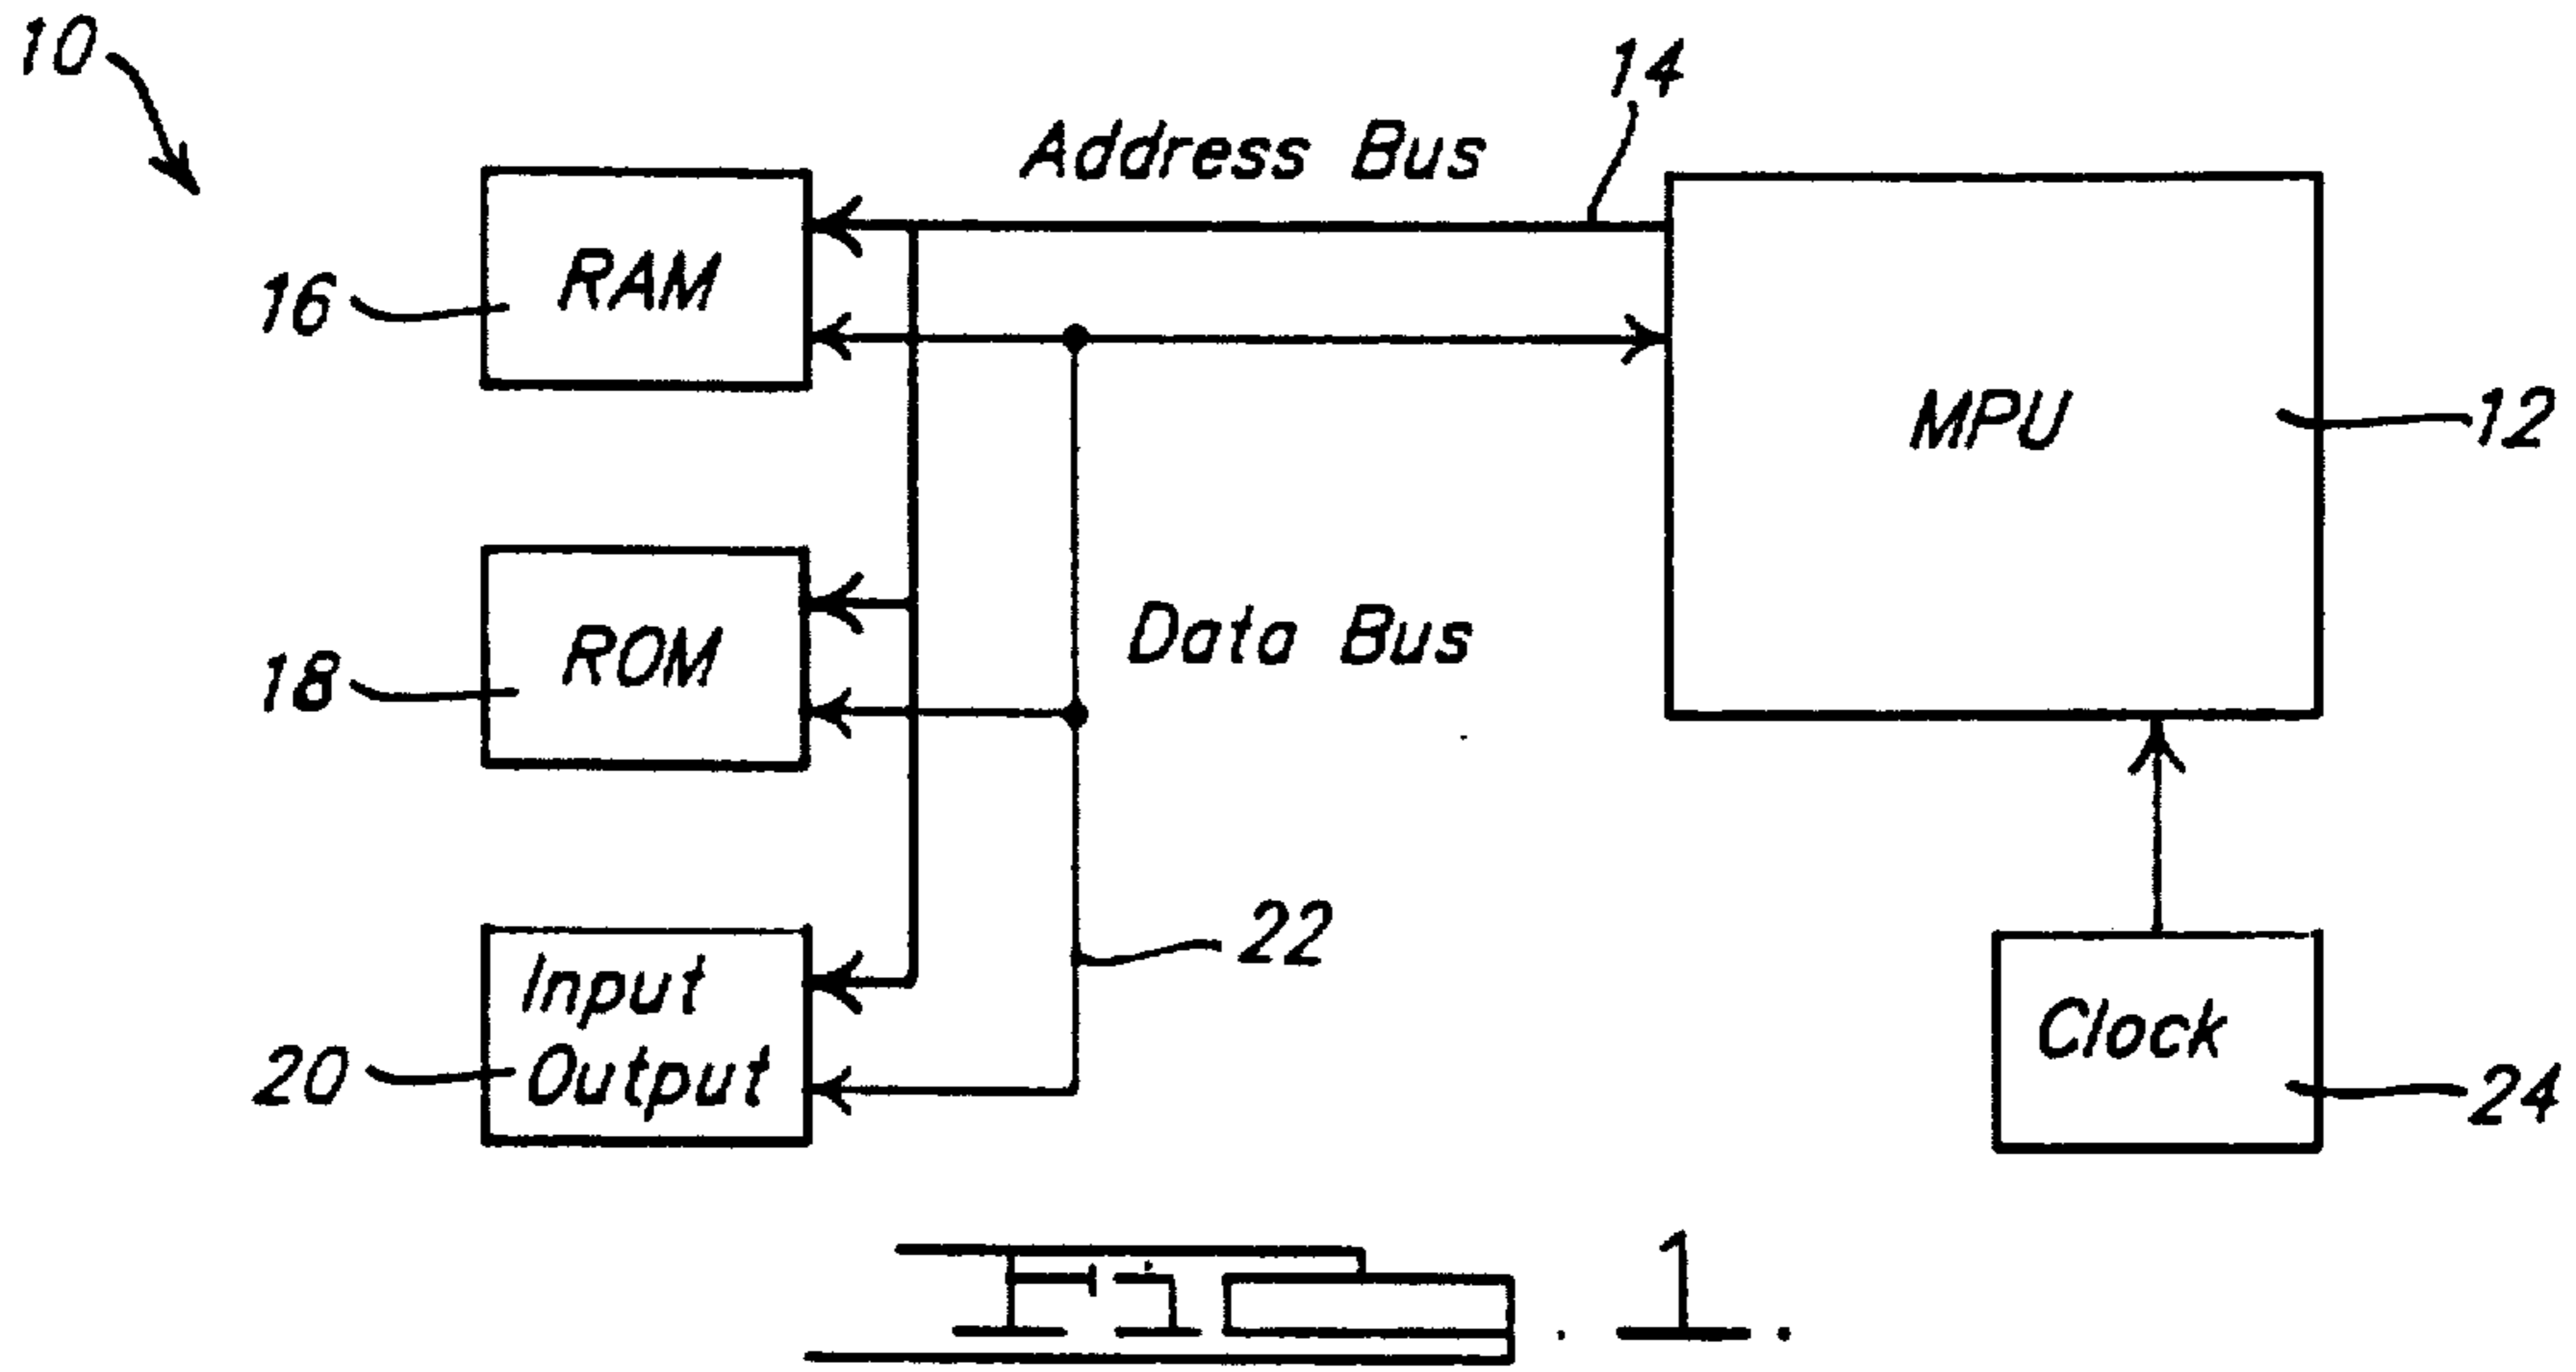 10
14
Address Bus
RAM
16
MPU
12
ROM
18
Data Bus
22
Input
Output
20
Clock
24
Fig. 1.